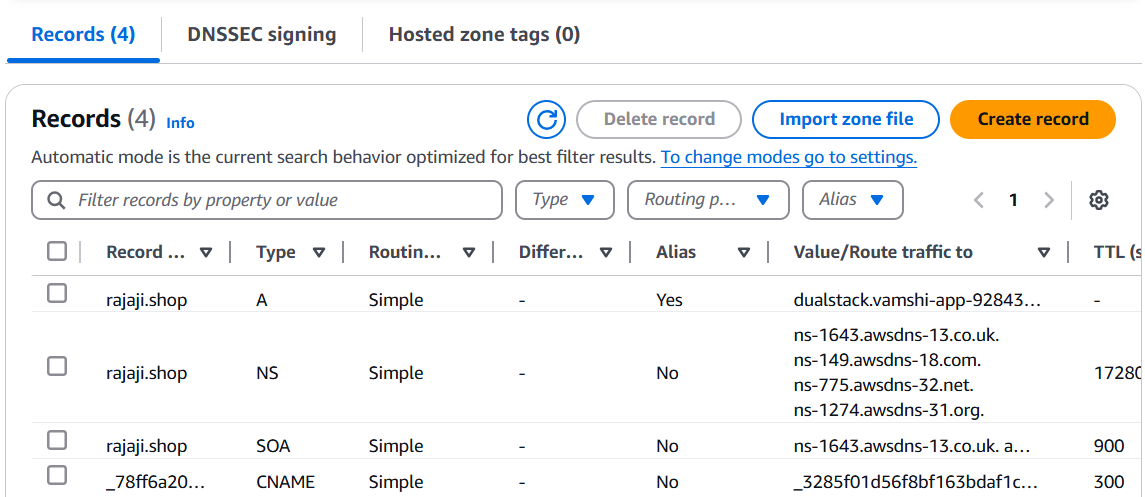 Records (4) DNSSEC signing Hosted zone tags (0)
Records (4) Info Delete record Import zone file Create record
Automatic mode is the current search behavior optimized for best filter results. To change modes go to settings.
Filter records by property or value Type Routing p... Alias 1
Record ... Type Routin... Differ... Alias Value/Route traffic to TTL (s
rajaji.shop A Simple - Yes dualstack.vamshi-app-92843... -
ns-1643.awsdns-13.co.uk.
ns-149.awsdns-18.com.
rajaji.shop NS Simple - No 17280
ns-775.awsdns-32.net.
ns-1274.awsdns-31.org.
rajaji.shop SOA Simple - No ns-1643.awsdns-13.co.uk. a... 900
_78ff6a20... CNAME Simple - No _3285f01d56f8bf163bdaf1c... 300